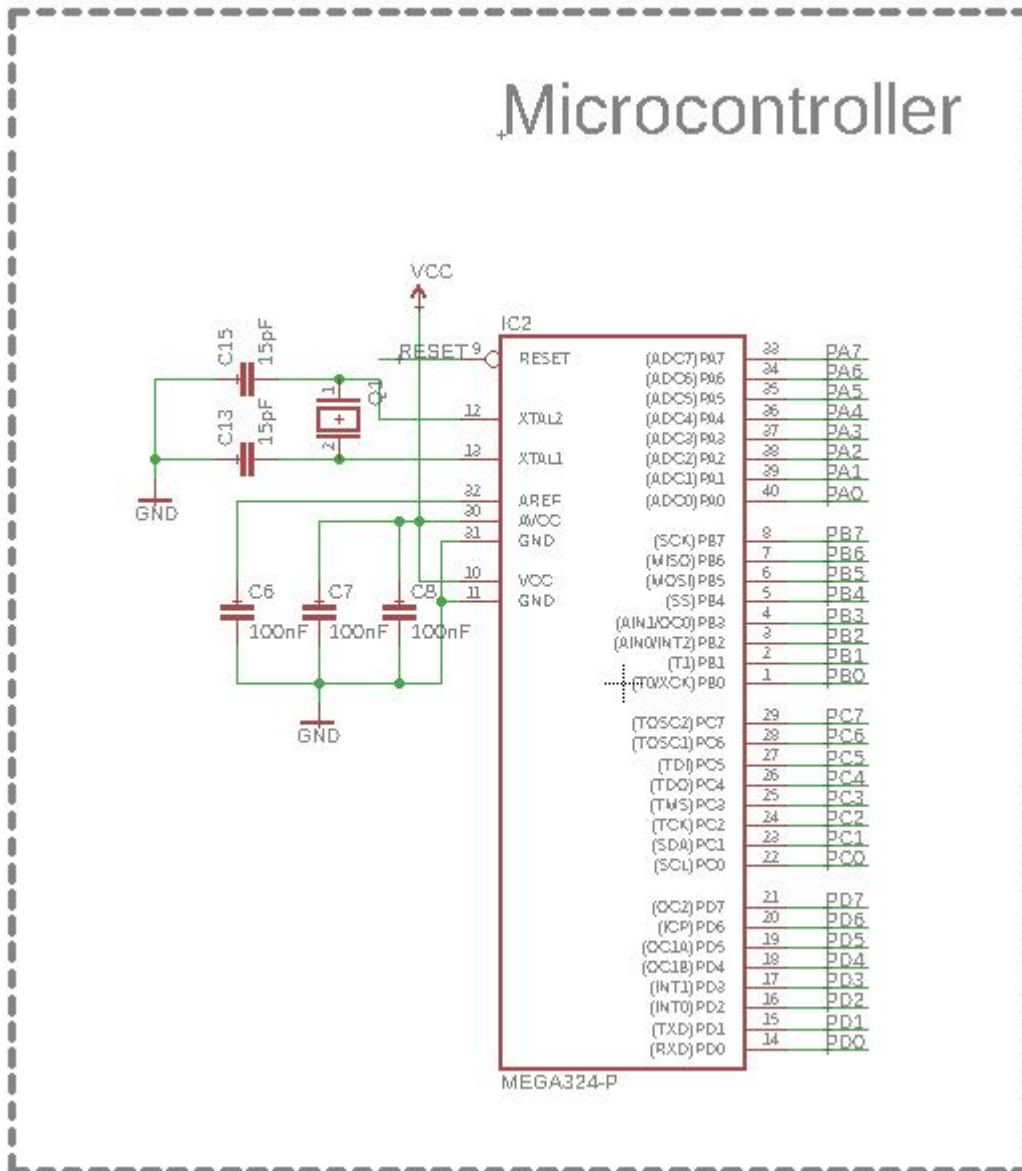 Microcontroller
VCC
IC2
C15 15pF
RESET 9 RESET
Q1
1
2
C13 15pF
12 XTAL2
13 XTAL1
32 AREF
30 AVCC
31 GND
10 VCC
11 GND
GND
C6 100nF
C7 100nF
C8 100nF
GND
(ADC7)PA7 33 PA7
(ADC6)PA6 34 PA6
(ADC5)PA5 35 PA5
(ADC4)PA4 36 PA4
(ADC3)PA3 37 PA3
(ADC2)PA2 38 PA2
(ADC1)PA1 39 PA1
(ADC0)PA0 40 PA0
(SCK)PB7 8 PB7
(MISO)PB6 7 PB6
(MOSI)PB5 6 PB5
(SS)PB4 5 PB4
(AIN1/OC0)PB3 4 PB3
(AIN0/INT2)PB2 3 PB2
(T1)PB1 2 PB1
(T0/XCK)PB0 1 PB0
(TOSC2)PC7 29 PC7
(TOSC1)PC6 28 PC6
(TDI)PC5 27 PC5
(TDO)PC4 26 PC4
(TMS)PC3 25 PC3
(TCK)PC2 24 PC2
(SDA)PC1 23 PC1
(SCL)PC0 22 PC0
(OC2)PD7 21 PD7
(ICP)PD6 20 PD6
(OC1A)PD5 19 PD5
(OC1B)PD4 18 PD4
(INT1)PD3 17 PD3
(INT0)PD2 16 PD2
(TXD)PD1 15 PD1
(RXD)PD0 14 PD0
MEGA324-P